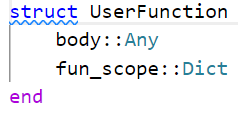 struct UserFunction
    body::Any
    fun_scope::Dict
end